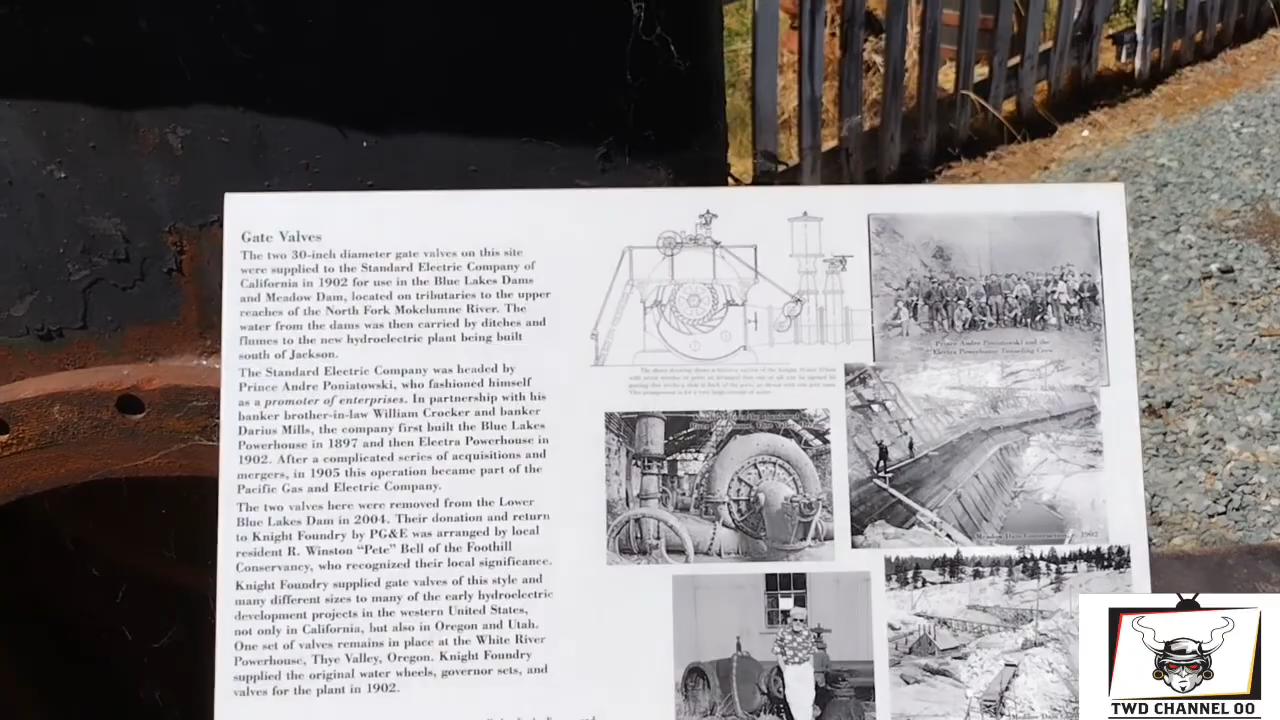 Gate Valves
The two 30-inch diameter gate valves on this site
were supplied to the Standard Electric Company of
California in 1902 for use in the Blue Lakes Dams
and Meadow Dam, located on tributaries to the upper
reaches of the North Fork Mokelumne River. The
water from the dams was then carried by ditches and
flumes to the new hydroelectric plant being built
south of Jackson.
The Standard Electric Company was headed by
Prince Andre Poniatowski, who fashioned himself
as a promoter of enterprises. In partnership with his
banker brother-in-law William Crocker and banker
Darius Mills, the company first built the Blue Lakes
Powerhouse in 1897 and then Electra Powerhouse in
1902. After a complicated series of acquisitions and
mergers, in 1905 this operation became part of the
Pacific Gas and Electric Company.
The two valves here were removed from the Lower
Blue Lakes Dam in 2004. Their donation and return
to Knight Foundry by PG&E was arranged by local
resident R. Winston “Pete” Bell of the Foothill
Conservancy, who recognized their local significance.
Knight Foundry supplied gate valves of this style and
many different sizes to many of the early hydroelectric
development projects in the western United States,
not only in California, but also in Oregon and Utah.
One set of valves remains in place at the White River
Powerhouse, Thye Valley, Oregon. Knight Foundry
supplied the original water wheels, governor sets, and
valves for the plant in 1902.
Prince Andre Poniatowski and the
Electra Powerhouse Tunneling Crew
Meadow Dam Construction 1902
TWD CHANNEL OO